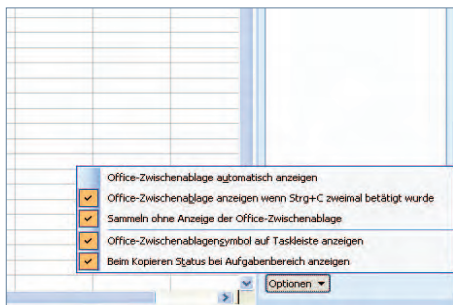 Office-Zwischenablage automatisch anzeigen
Office-Zwischenablage anzeigen wenn Strg+C zweimal betätigt wurde
Sammeln ohne Anzeige der Office-Zwischenablage
Office-Zwischenablagensymbol auf Taskleiste anzeigen
Beim Kopieren Status bei Aufgabenbereich anzeigen
Optionen